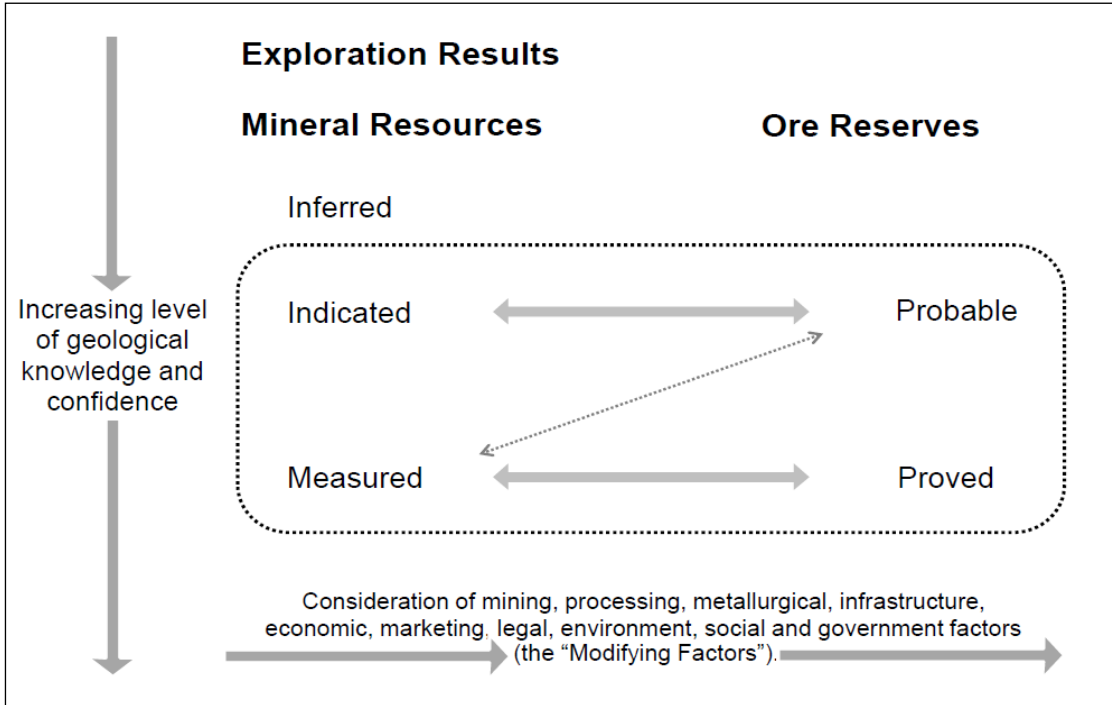 Exploration Results
Mineral Resources
Ore Reserves
Inferred
Increasing level
of geological
knowledge and
confidence
Indicated
Probable
Measured
Proved
Consideration of mining, processing, metallurgical, infrastructure,
economic, marketing, legal, environment, social and government factors
(the “Modifying Factors”).